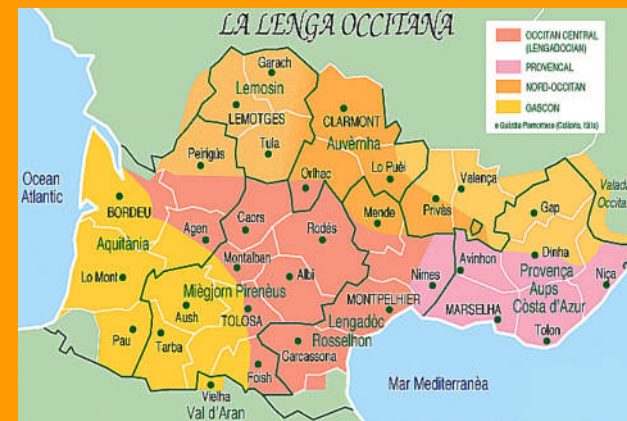 LA LENGA OCCITANA
OCCITAN CENTRAL
(LENGADOCIAN)
PROVENÇAL
NORD-OCCITAN
GASCON
Garach
Lemosin
LEMOTGES
CLARMONT
Auvèrnha
Peirigús
Tula
Orlhac
Lo Puèi
Valença
Ocean
Atlantic
BORDEU
Caors
Mende
Privàs
Gap
Agen
Rodés
Dinha
Aquitània
Montalban
Albi
Nimes
Avinhon
Provença
Aups
Còsta d'Azur
Niça
Lo Mont
Miègjorn Pirenèus
Aush
TOLOSA
MONTPELHIER
MARSELHA
Lengadòc
Rosselhon
Tolon
Pau
Tarba
Foish
Carcassona
Vielha
Val d'Aran
Mar Mediterranèa